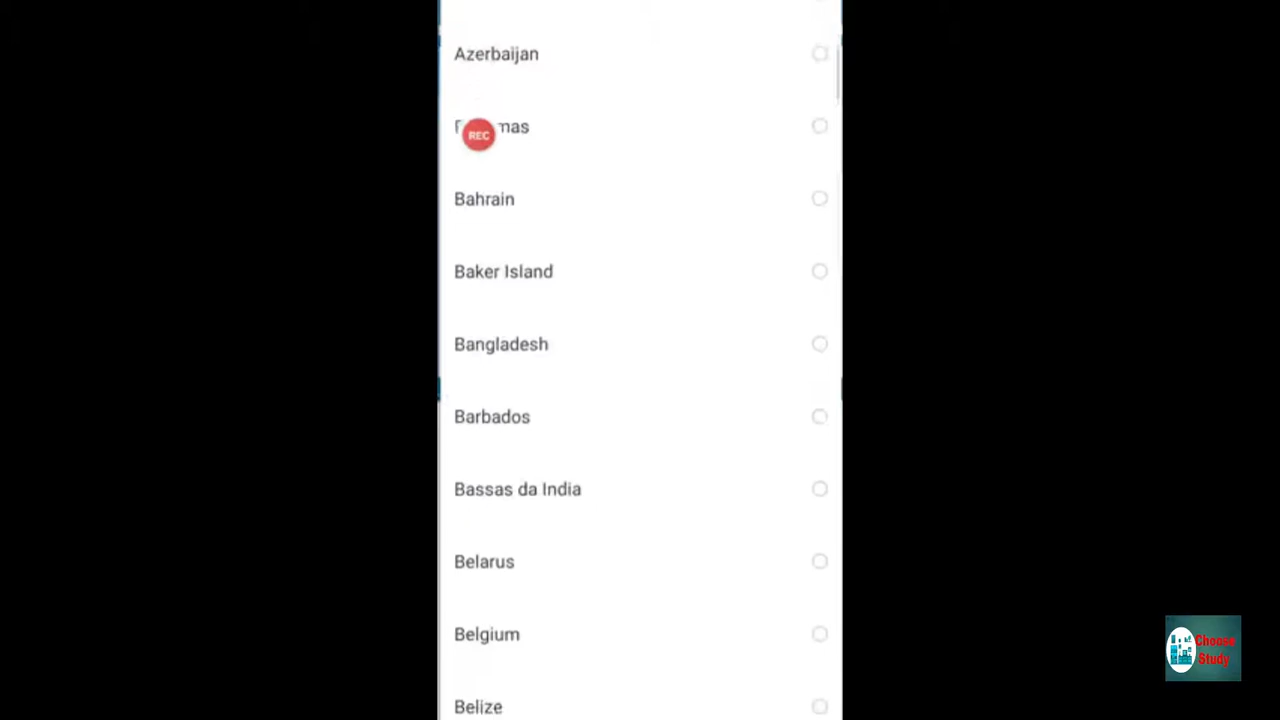 Azerbaijan
REC
Bahrain
Baker Island
Bangladesh
Barbados
Bassas da India
Belarus
Belgium
Belize
Choose
Study